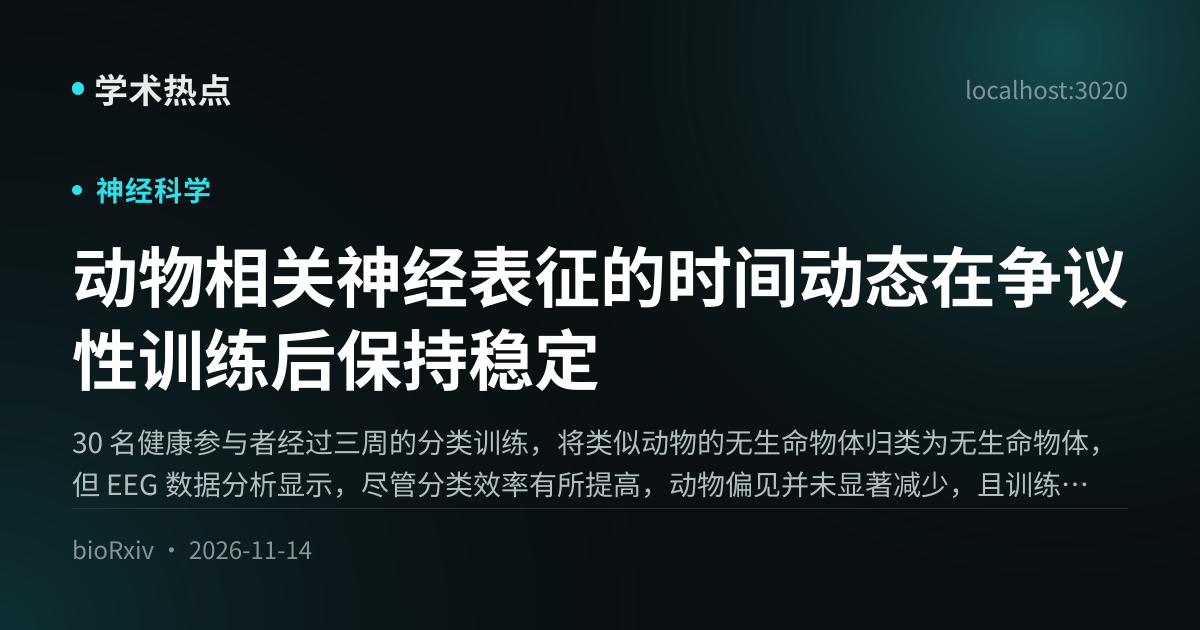 学术热点
localhost:3020
神经科学
动物相关神经表征的时间动态在争议
性训练后保持稳定
30 名健康参与者经过三周的分类训练，将类似动物的无生命物体归类为无生命物体，
但 EEG 数据分析显示，尽管分类效率有所提高，动物偏见并未显著减少，且训练…
bioRxiv • 2026-11-14